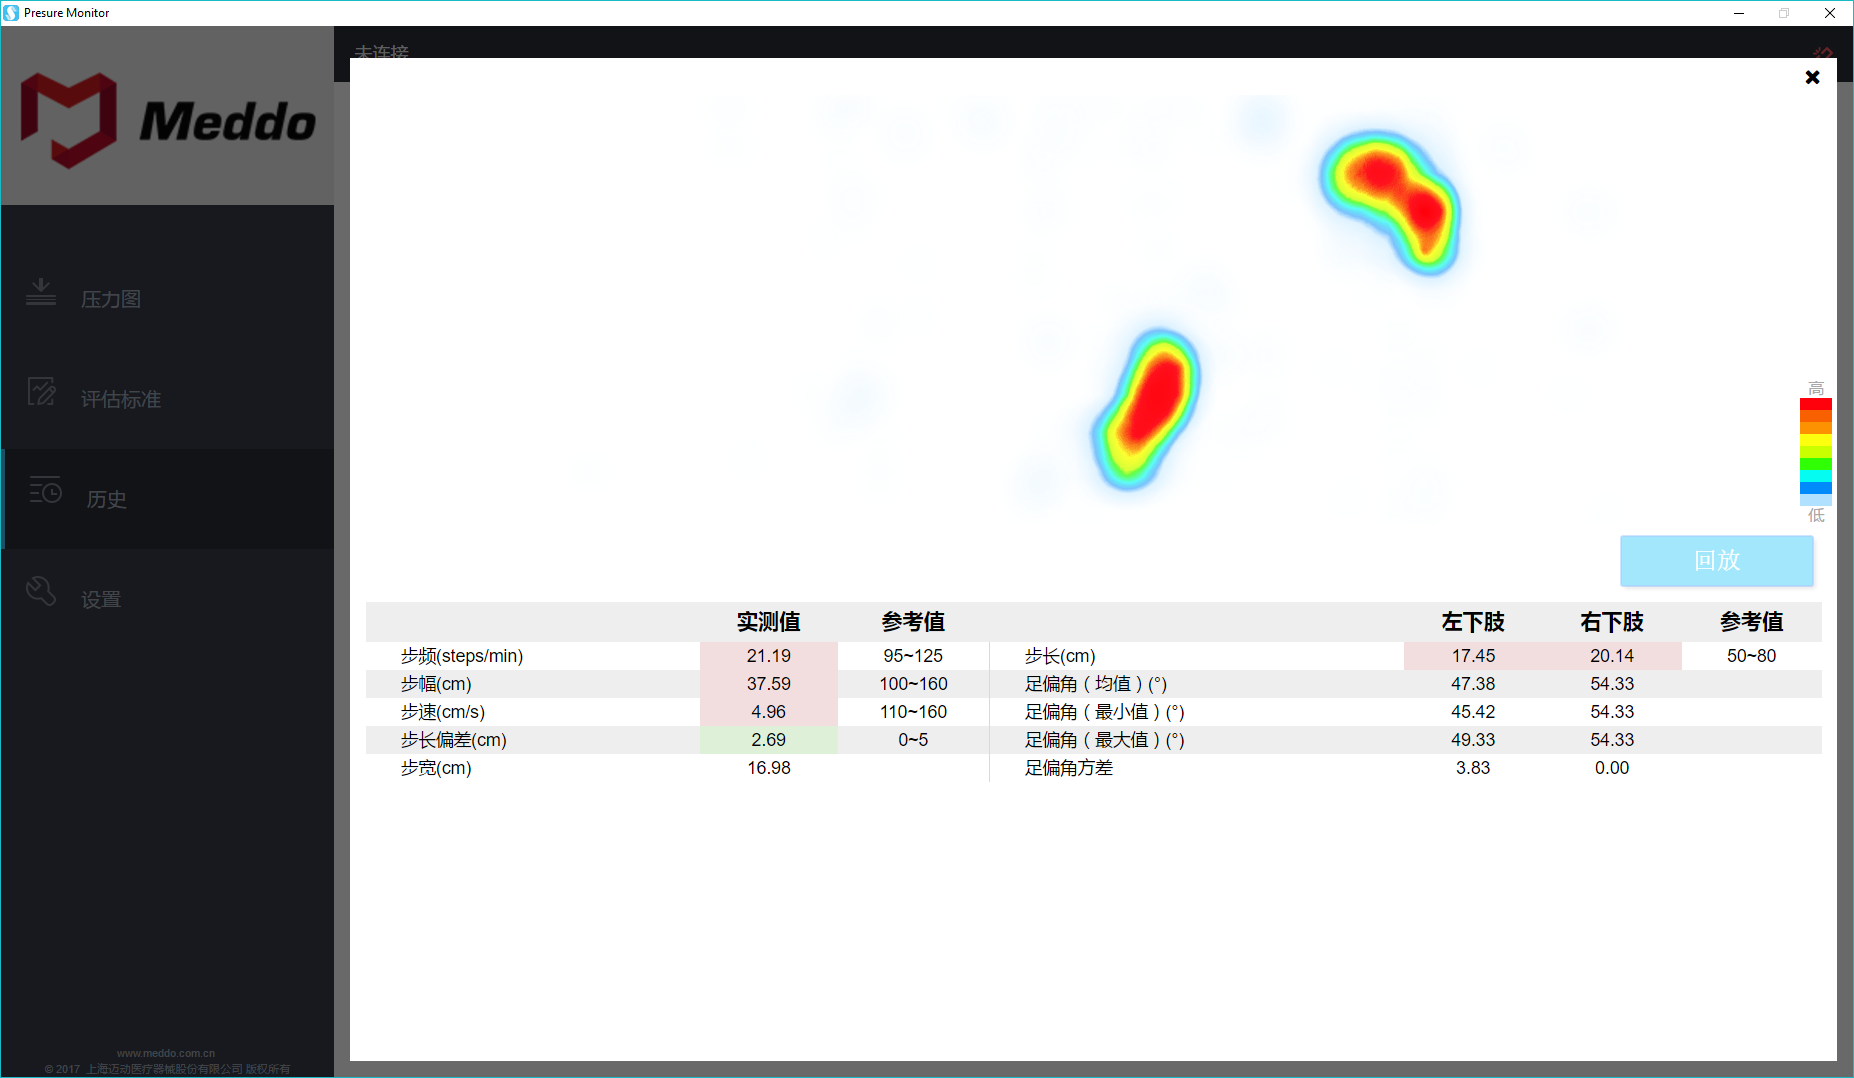 Presure Monitor
Meddo
未连接
压力图
评估标准
历史
设置
高
低
回放
实测值 参考值 左下肢 右下肢 参考值
步频(steps/min) 21.19 95~125 步长(cm) 17.45 20.14 50~80
步幅(cm) 37.59 100~160 足偏角（均值）(°) 47.38 54.33
步速(cm/s) 4.96 110~160 足偏角（最小值）(°) 45.42 54.33
步长偏差(cm) 2.69 0~5 足偏角（最大值）(°) 49.33 54.33
步宽(cm) 16.98 足偏角方差 3.83 0.00
www.meddo.com.cn
© 2017 上海迈动医疗器械股份有限公司 版权所有